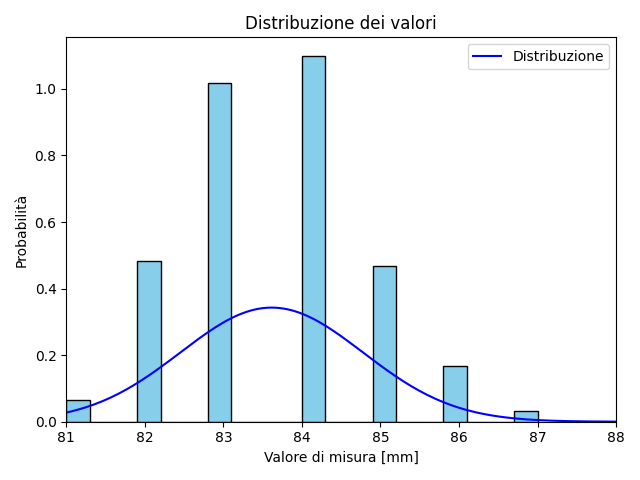 Distribuzione dei valori
Distribuzione
Probabilità
1.0
0.8
0.6
0.4
0.2
0.0
81 82 83 84 85 86 87 88
Valore di misura [mm]